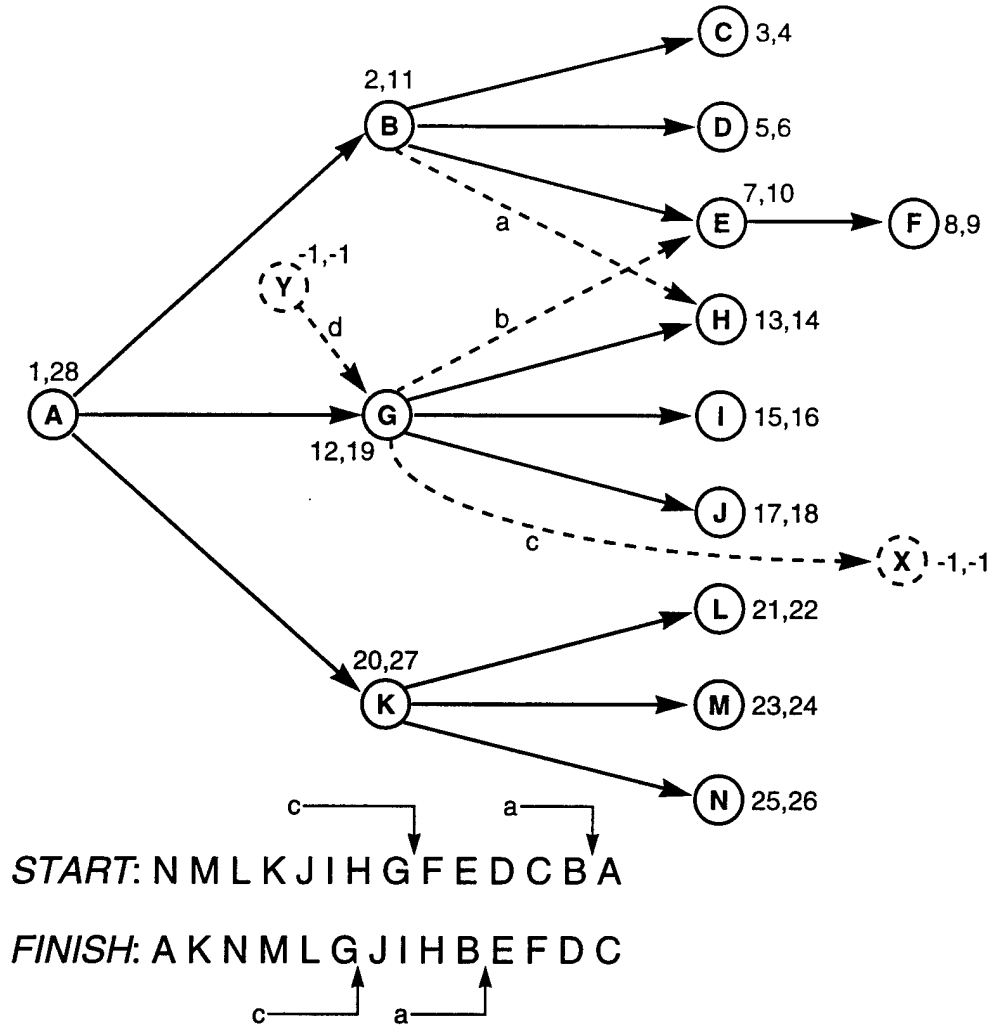 C 3,4
2,11
B
D 5,6
7,10
E
F 8,9
a
-1,-1
Y
d
b
H 13,14
1,28
A
G
12,19
I 15,16
J 17,18
c
X -1,-1
L 21,22
20,27
K
M 23,24
N 25,26
c a
START: N M L K J I H G F E D C B A
FINISH: A K N M L G J I H B E F D C
c a